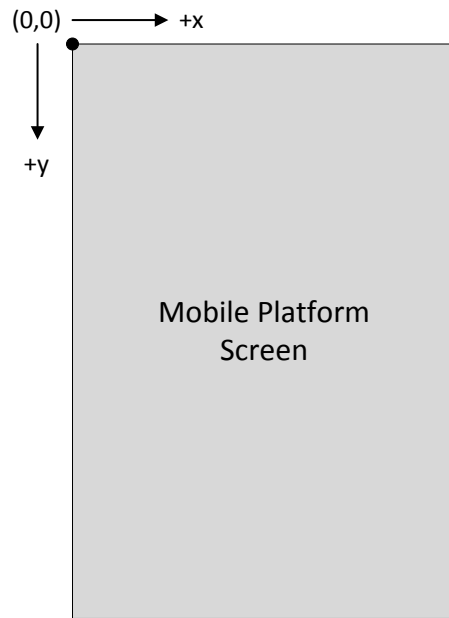 (0,0)
+x
+y
Mobile Platform
Screen